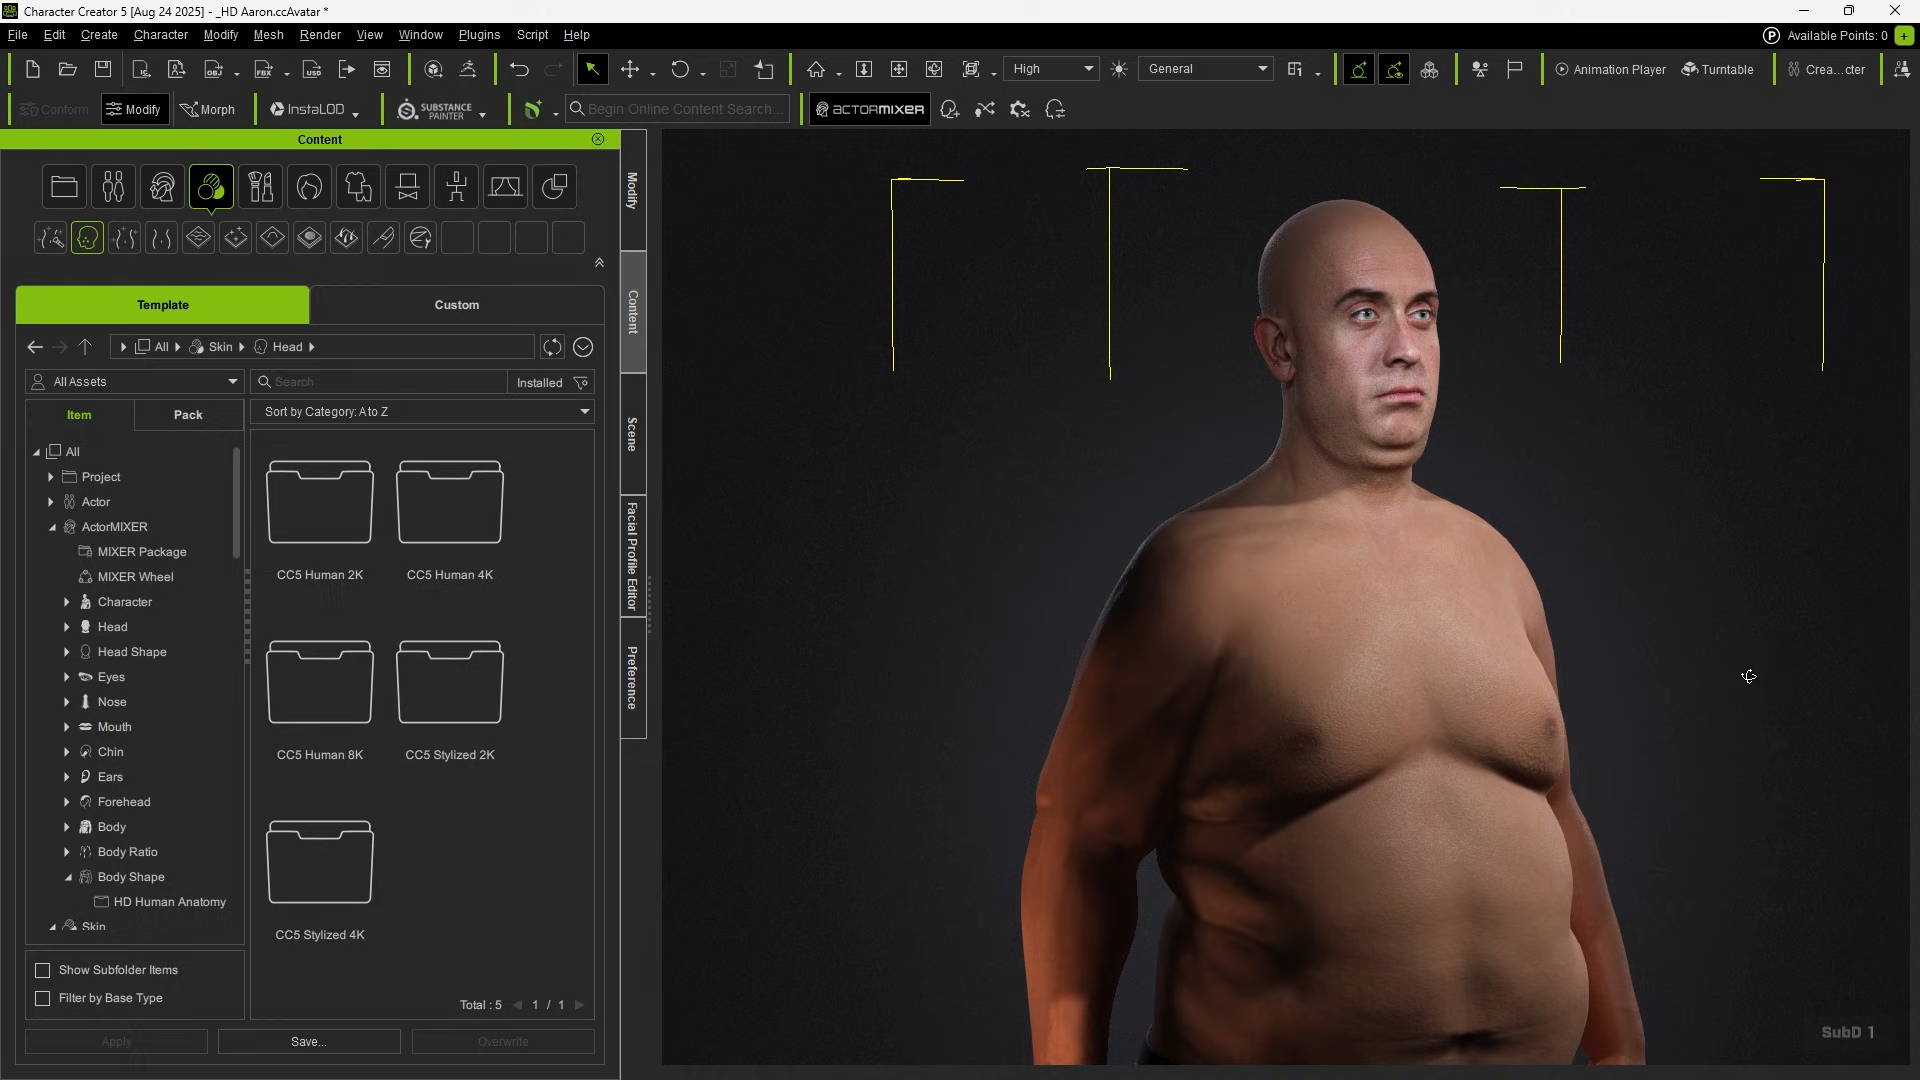 Character Creator 5 [Aug 24 2025] - _HD Aaron.ccAvatar *
File Edit Create Character Modify Mesh Render View Window Plugins Script Help
Available Points: 0
High
General
Animation Player
Turntable
Crea...cter
Conform
Modify
Morph
InstaLOD
SUBSTANCE PAINTER
Begin Online Content Search...
ACTORMIXER
Content
Template
Custom
All
Skin
Head
All Assets
Search
Installed
Item
Pack
Sort by Category: A to Z
All
Project
Actor
ActorMIXER
MIXER Package
MIXER Wheel
Character
Head
Head Shape
Eyes
Nose
Mouth
Chin
Ears
Forehead
Body
Body Ratio
Body Shape
HD Human Anatomy
Skin
CC5 Human 2K
CC5 Human 4K
CC5 Human 8K
CC5 Stylized 2K
CC5 Stylized 4K
Show Subfolder Items
Filter by Base Type
Total : 5
1 / 1
Apply
Save...
Overwrite
Modify
Content
Scene
Facial Profile Editor
Preference
SubD 1